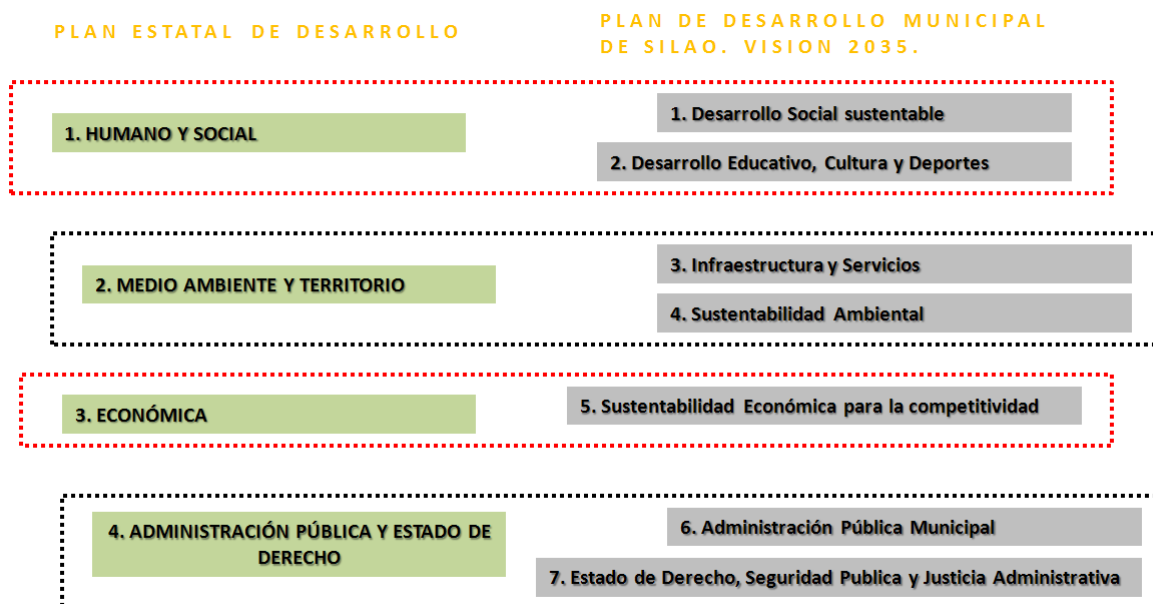 PLAN ESTATAL DE DESARROLLO
PLAN DE DESARROLLO MUNICIPAL
DE SILAO. VISION 2035.
1. HUMANO Y SOCIAL
1. Desarrollo Social sustentable
2. Desarrollo Educativo, Cultura y Deportes
2. MEDIO AMBIENTE Y TERRITORIO
3. Infraestructura y Servicios
4. Sustentabilidad Ambiental
3. ECONÓMICA
5. Sustentabilidad Económica para la competitividad
4. ADMINISTRACIÓN PÚBLICA Y ESTADO DE
DERECHO
6. Administración Pública Municipal
7. Estado de Derecho, Seguridad Publica y Justicia Administrativa